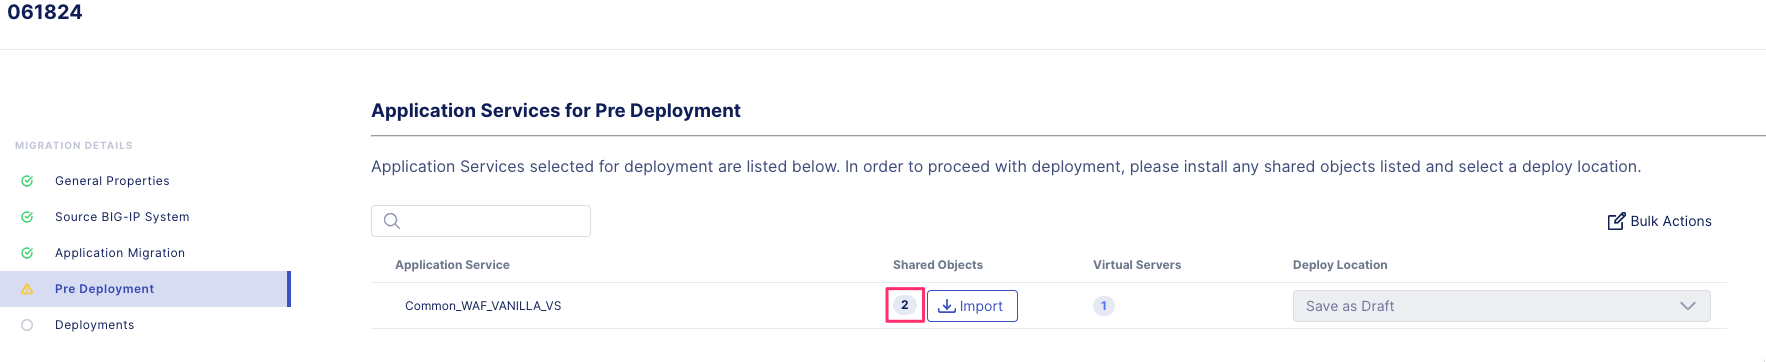 061824
MIGRATION DETAILS
General Properties
Source BIG-IP System
Application Migration
Pre Deployment
Deployments
Application Services for Pre Deployment
Application Services selected for deployment are listed below. In order to proceed with deployment, please install any shared objects listed and select a deploy location.
Bulk Actions
Application Service Shared Objects Virtual Servers Deploy Location
Common_WAF_VANILLA_VS 2 Import 1 Save as Draft